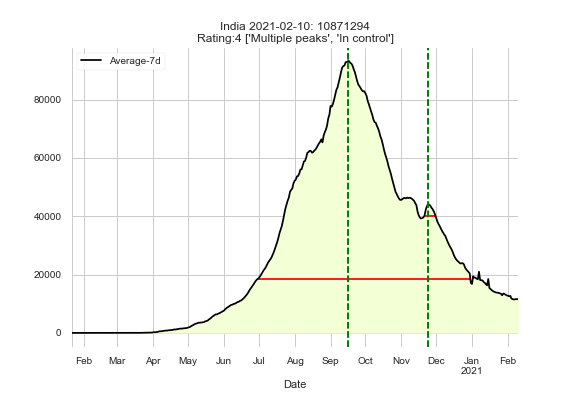 India 2021-02-10: 10871294
Rating:4 ['Multiple peaks', 'In control']
Average-7d
80000
60000
40000
20000
0
Feb Mar Apr May Jun Jul Aug Sep Oct Nov Dec Jan Feb
2021
Date